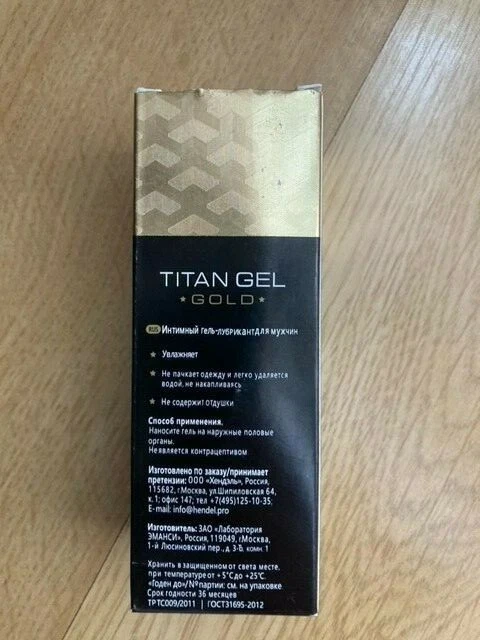 TITAN GEL
GOLD
RUS Интимный гель-лубрикант для мужчин
Увлажняет
Не пачкает одежду и легко удаляется
водой, не накапливаясь
Не содержит отдушки
Способ применения.
Наносите гель на наружные половые
органы.
Не является контрацептивом
Изготовлено по заказу/принимает
претензии: ООО «Хендэль», Россия,
115682, г.Москва, ул.Шипиловская 64,
к.1; офис 147; тел +7(495)125-10-35;
E-mail: info@hendel.pro
Изготовитель: ЗАО «Лаборатория
ЭМАНСИ», Россия, 119049, г.Москва,
1-й Люсиновский пер., д.3-Б, комн. 1
Хранить в защищенном от света месте,
при температуре от +5°С до +25°С.
«Годен до»/№партии: см. на упаковке
Срок годности 36 месяцев
ТР ТС009/2011 | ГОСТ31695-2012